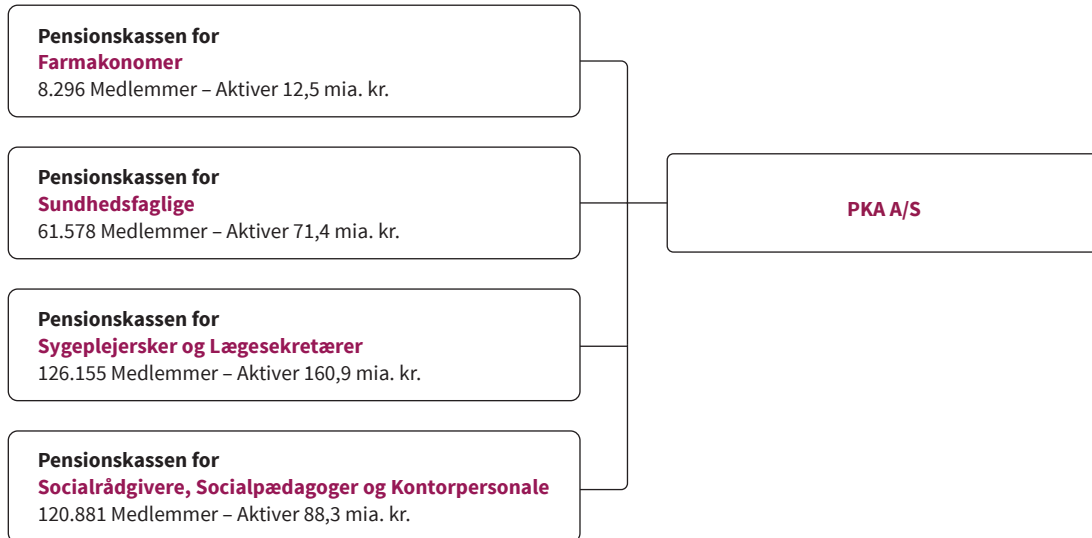 Pensionskassen for
Farmakonomer
8.296 Medlemmer – Aktiver 12,5 mia. kr.
Pensionskassen for
Sundhedsfaglige
61.578 Medlemmer – Aktiver 71,4 mia. kr.
PKA A/S
Pensionskassen for
Sygeplejersker og Lægesekretærer
126.155 Medlemmer – Aktiver 160,9 mia. kr.
Pensionskassen for
Socialrådgivere, Socialpædagoger og Kontorpersonale
120.881 Medlemmer – Aktiver 88,3 mia. kr.